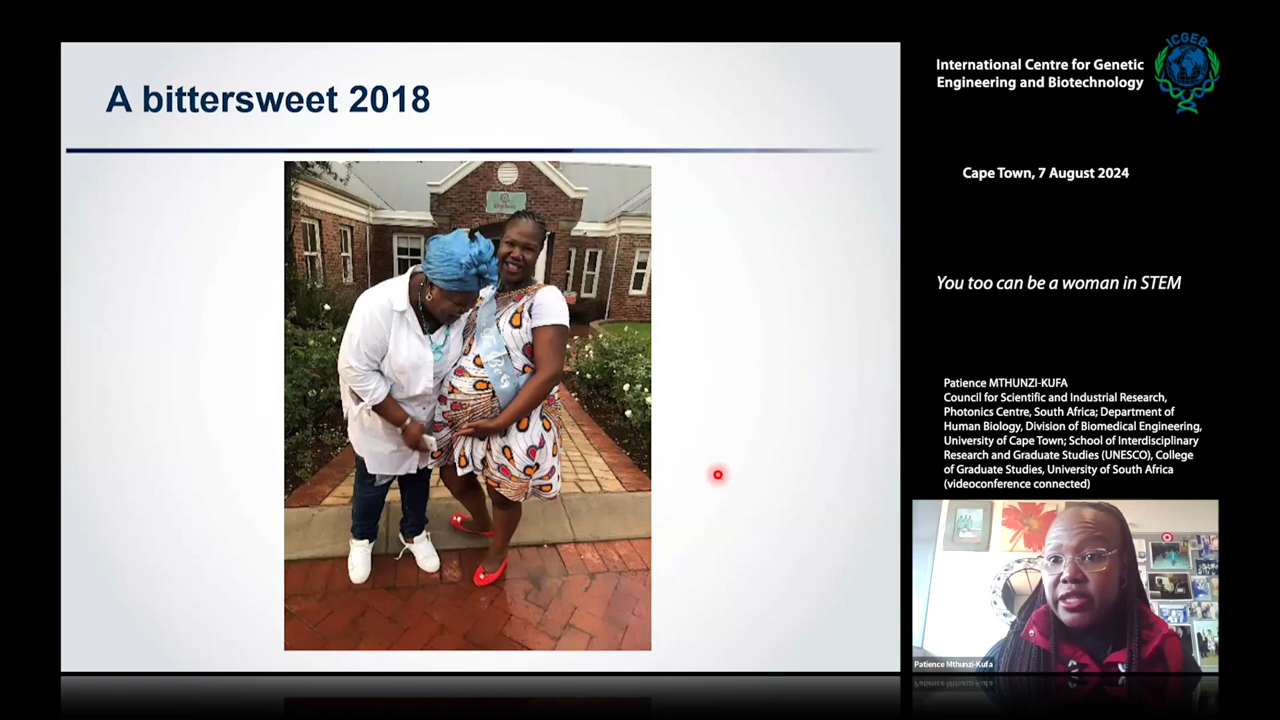 A bittersweet 2018
Be
International Centre for Genetic
Engineering and Biotechnology
ICGEB
Cape Town, 7 August 2024
You too can be a woman in STEM
Patience MTHUNZI-KUFA
Council for Scientific and Industrial Research,
Photonics Centre, South Africa; Department of
Human Biology, Division of Biomedical Engineering,
University of Cape Town; School of Interdisciplinary
Research and Graduate Studies (UNESCO), College
of Graduate Studies, University of South Africa
(videoconference connected)
Patience Mthunzi-Kufa